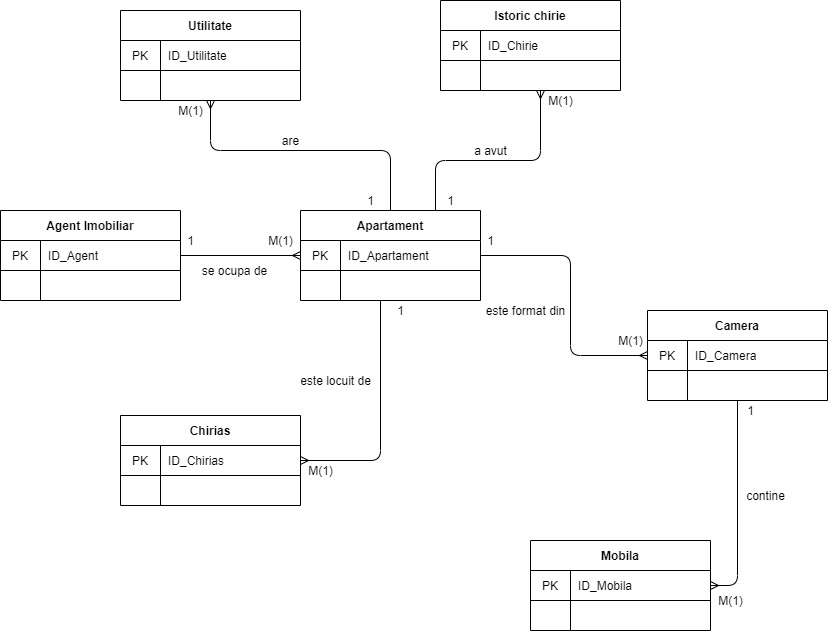 Utilitate
PK ID_Utilitate
M(1)
are
1
Istoric chirie
PK ID_Chirie
M(1)
a avut
1
Agent Imobiliar
PK ID_Agent
1
M(1)
se ocupa de
Apartament
PK ID_Apartament
1
este format din
M(1)
1
este locuit de
Camera
PK ID_Camera
1
Chirias
PK ID_Chirias
M(1)
contine
Mobila
PK ID_Mobila
M(1)